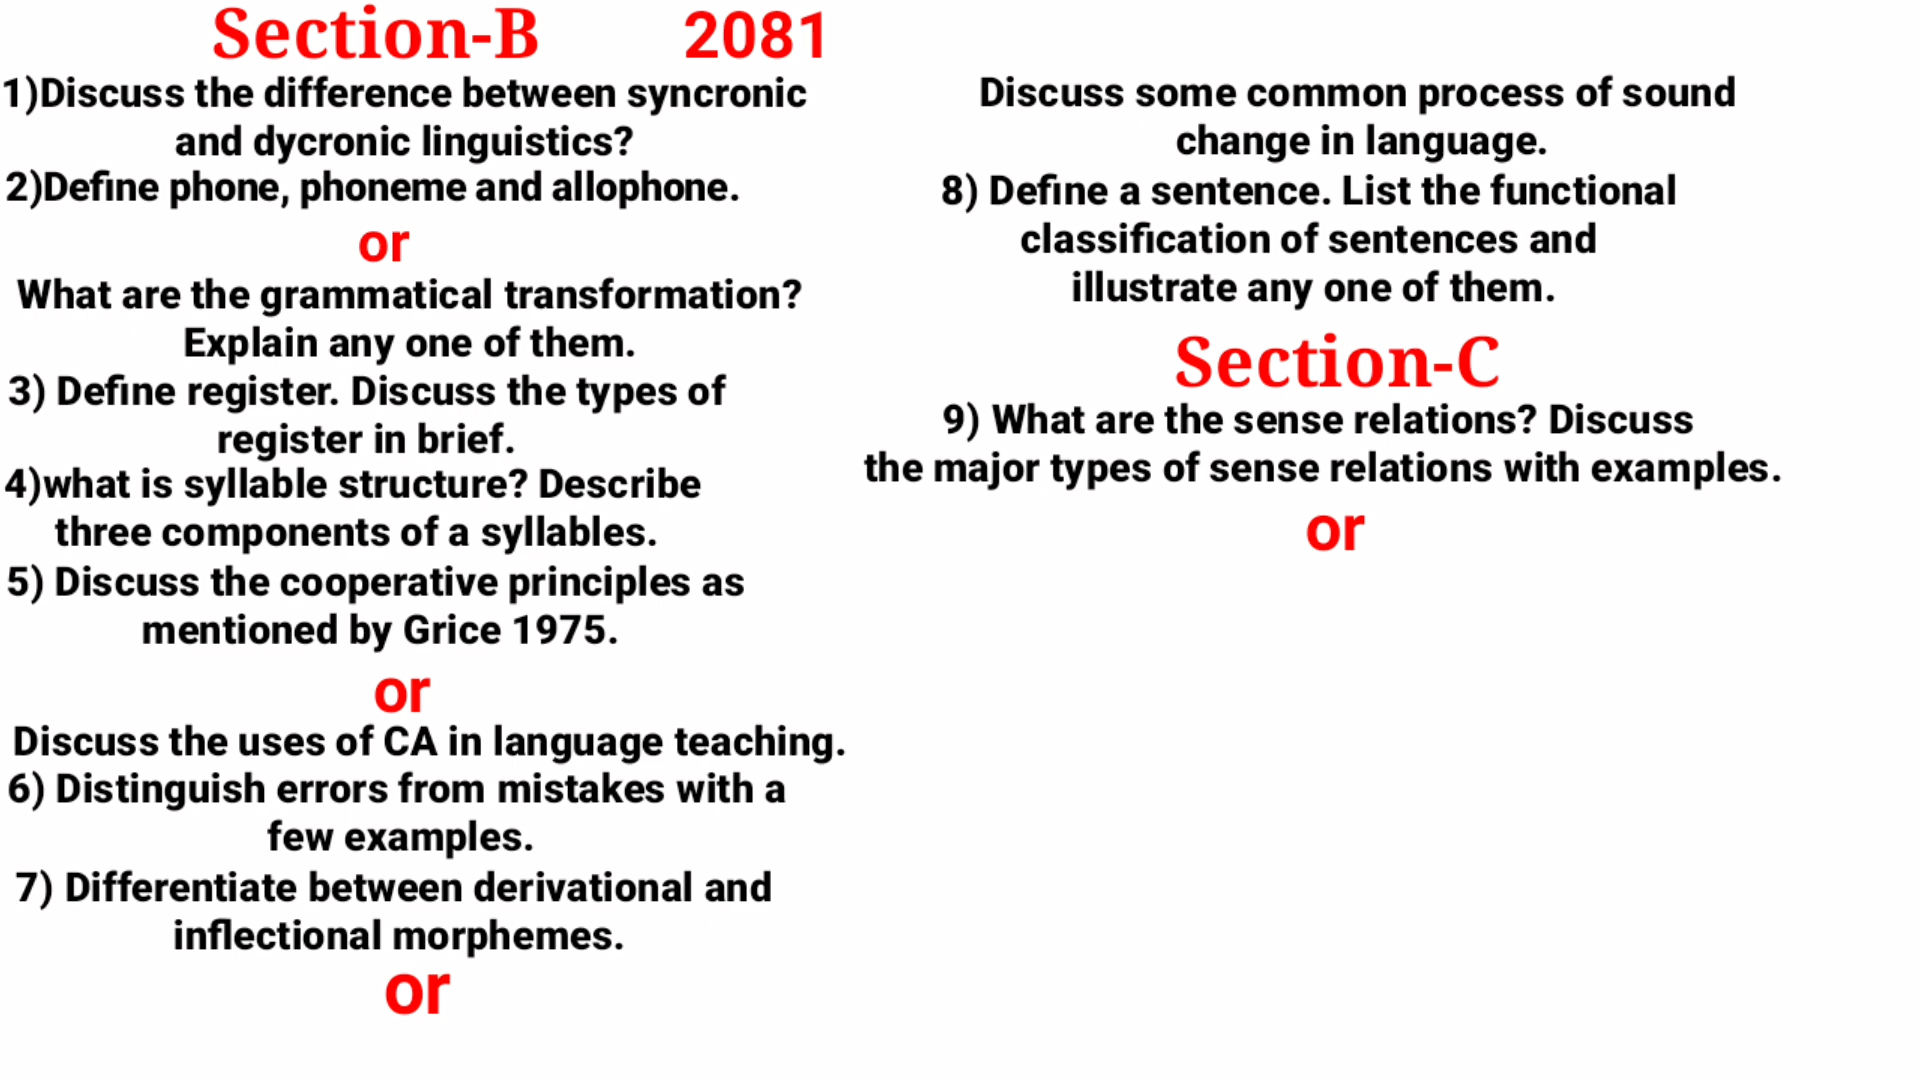 Section-B 2081
1)Discuss the difference between syncronic
and dycronic linguistics?
2)Define phone, phoneme and allophone.
or
What are the grammatical transformation?
Explain any one of them.
3) Define register. Discuss the types of
register in brief.
4)what is syllable structure? Describe
three components of a syllables.
5) Discuss the cooperative principles as
mentioned by Grice 1975.
or
Discuss the uses of CA in language teaching.
6) Distinguish errors from mistakes with a
few examples.
7) Differentiate between derivational and
inflectional morphemes.
or
Discuss some common process of sound
change in language.
8) Define a sentence. List the functional
classification of sentences and
illustrate any one of them.
Section-C
9) What are the sense relations? Discuss
the major types of sense relations with examples.
or